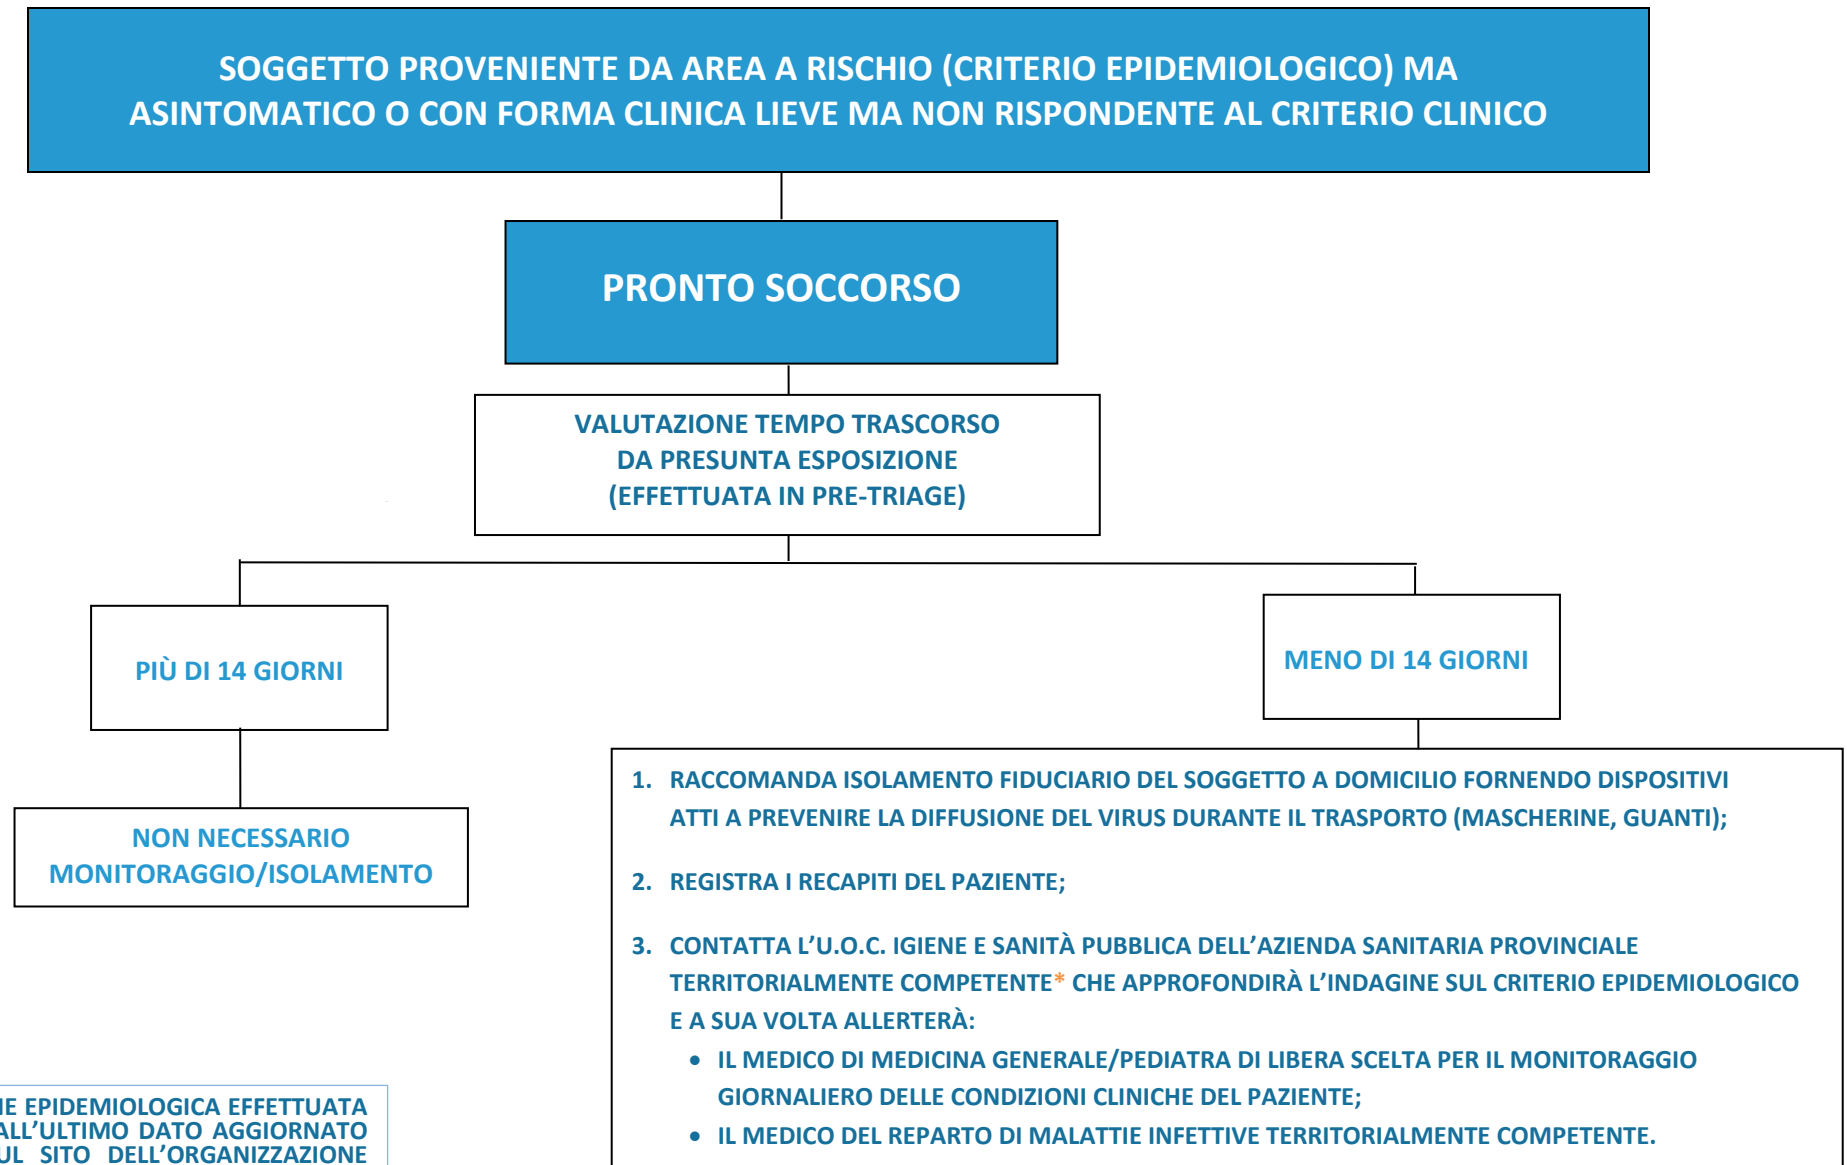 SOGGETTO PROVENIENTE DA AREA A RISCHIO (CRITERIO EPIDEMIOLOGICO) MA
ASINTOMATICO O CON FORMA CLINICA LIEVE MA NON RISPONDENTE AL CRITERIO CLINICO
PRONTO SOCCORSO
VALUTAZIONE TEMPO TRASCORSO
DA PRESUNTA ESPOSIZIONE
(EFFETTUATA IN PRE-TRIAGE)
PIÙ DI 14 GIORNI
MENO DI 14 GIORNI
NON NECESSARIO
MONITORAGGIO/ISOLAMENTO
1. RACCOMANDA ISOLAMENTO FIDUCIARIO DEL SOGGETTO A DOMICILIO FORNENDO DISPOSITIVI
ATTI A PREVENIRE LA DIFFUSIONE DEL VIRUS DURANTE IL TRASPORTO (MASCHERINE, GUANTI);
2. REGISTRA I RECAPITI DEL PAZIENTE;
3. CONTATTA L'U.O.C. IGIENE E SANITÀ PUBBLICA DELL'AZIENDA SANITARIA PROVINCIALE
TERRITORIALMENTE COMPETENTE* CHE APPROFONDIRÀ L'INDAGINE SUL CRITERIO EPIDEMIOLOGICO
E A SUA VOLTA ALLERTERÀ:
• IL MEDICO DI MEDICINA GENERALE/PEDIATRA DI LIBERA SCELTA PER IL MONITORAGGIO
GIORNALIERO DELLE CONDIZIONI CLINICHE DEL PAZIENTE;
• IL MEDICO DEL REPARTO DI MALATTIE INFETTIVE TERRITORIALMENTE COMPETENTE.
EPIDEMIOLOGICA EFFETTUATA
ALL'ULTIMO DATO AGGIORNATO
SITO DELL'ORGANIZZAZIONE